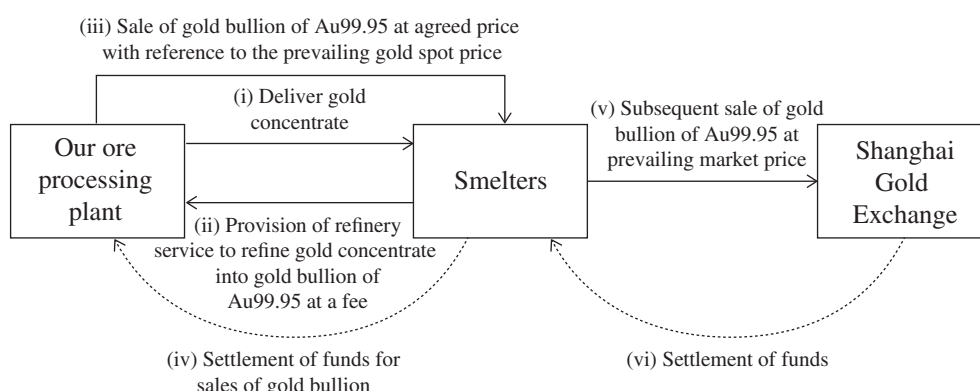 (iii) Sale of gold bullion of Au99.95 at agreed price
with reference to the prevailing gold spot price
(i) Deliver gold
concentrate
(v) Subsequent sale of gold
bullion of Au99.95 at
prevailing market price
Our ore
processing
plant
Smelters
Shanghai
Gold
Exchange
(ii) Provision of refinery
service to refine gold concentrate
into gold bullion of
Au99.95 at a fee
(iv) Settlement of funds for
sales of gold bullion
(vi) Settlement of funds